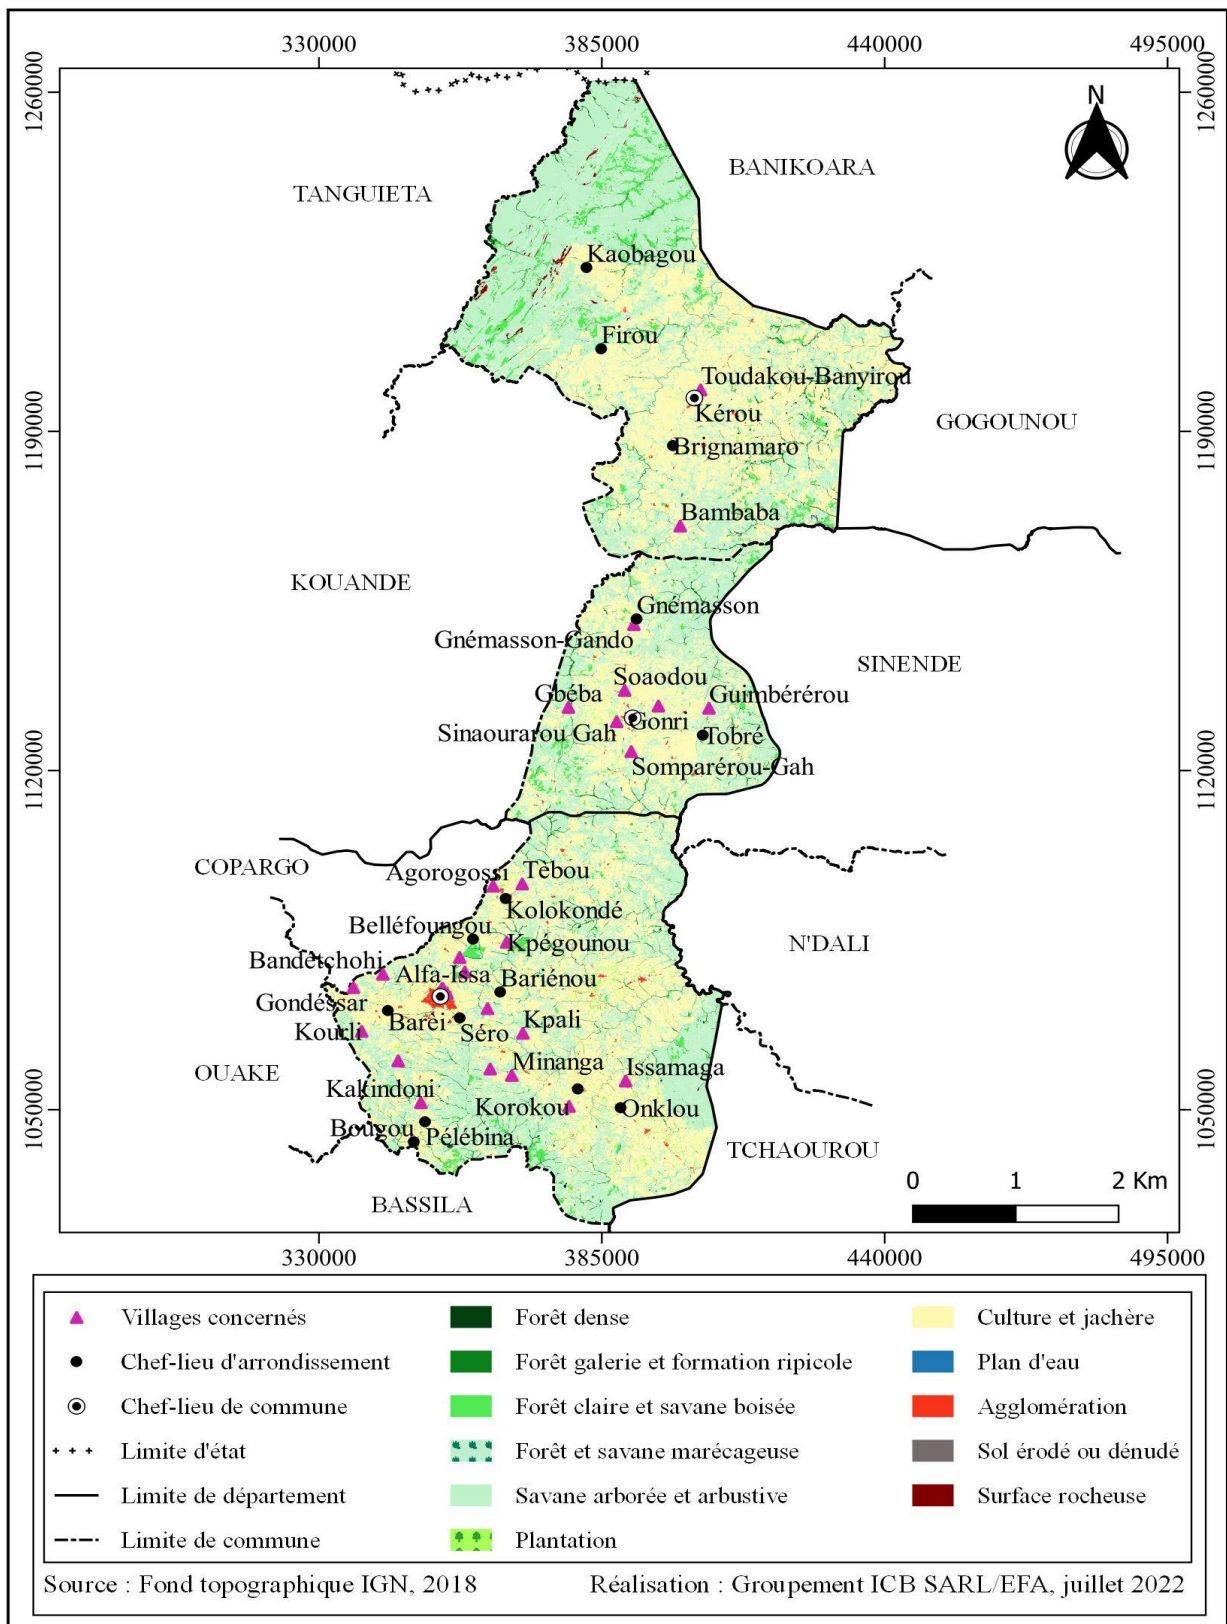 330000 385000 440000 495000
1260000 1260000
N
BANIKOARA
TANGUIETA
Kaobagou
Firou
Toudakou-Banyirou
Kérou
GOGOUNOU
1190000 1190000
Brignamaro
Bambaba
KOUANDE
Gnémasson
Gnémasson-Gando
SINENDE
Soaodou
Gbéba Guimbérérou
Sinaourarou Gah Gonri Tobré
Somparérou-Gah
1120000 1120000
COPARGO
Agorogossi Tèbou
Kolokondé
Belléfoungou
Kpégounou N'DALI
Bandétchohi Alfa-Issa
Bariénou
Gondéssar
Barèi
Kourli Séro Kpali
OUAKE
Minanga Issamaga
Kakindoni
Korokou Onklou
1050000 1050000
Bougou Pélébina
TCHAOUROU
BASSILA
0 1 2 Km
330000 385000 440000 495000
Villages concernés Forêt dense Culture et jachère
Chef-lieu d'arrondissement Forêt galerie et formation ripicole Plan d'eau
Chef-lieu de commune Forêt claire et savane boisée Agglomération
Limite d'état Forêt et savane marécageuse Sol érodé ou dénudé
Limite de département Savane arborée et arbustive Surface rocheuse
Limite de commune Plantation
Source : Fond topographique IGN, 2018 Réalisation : Groupement ICB SARL/EFA, juillet 2022